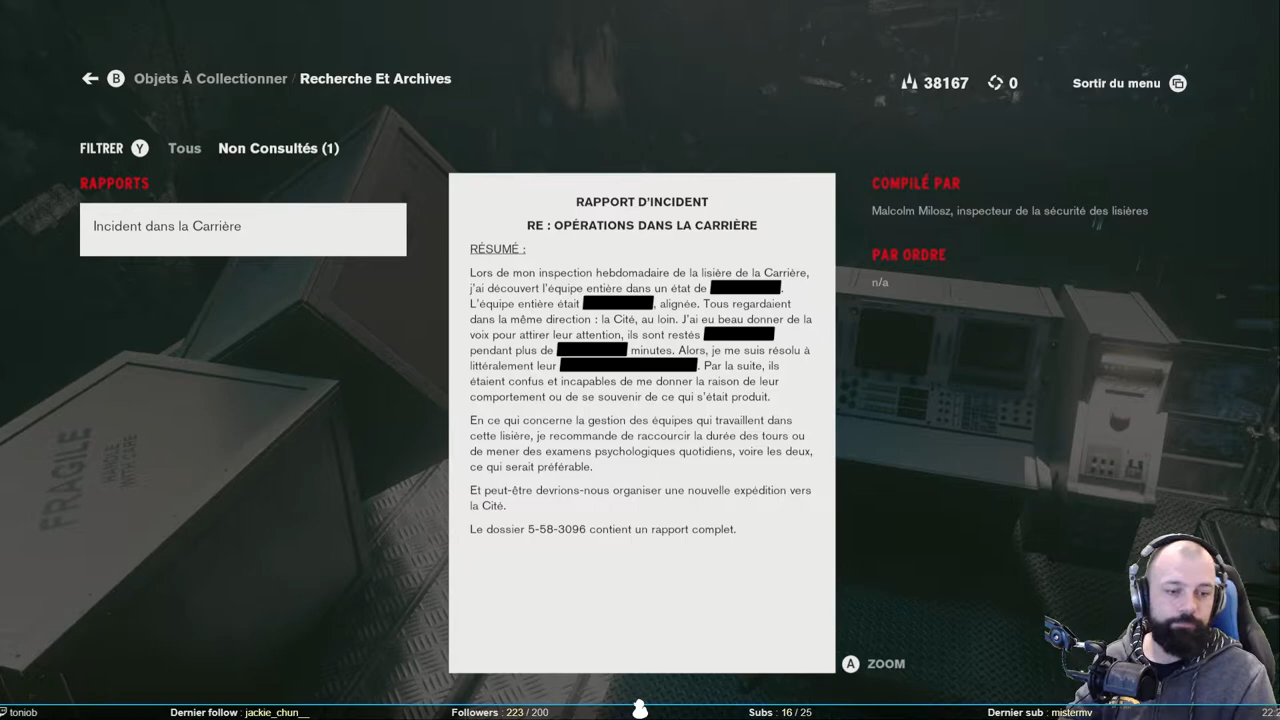 B Objets À Collectionner / Recherche Et Archives
38167 0 Sortir du menu
FILTRER Y Tous Non Consultés (1)
RAPPORTS
Incident dans la Carrière
RAPPORT D'INCIDENT
RE : OPÉRATIONS DANS LA CARRIÈRE
RÉSUMÉ :
Lors de mon inspection hebdomadaire de la lisière de la Carrière,
j'ai découvert l'équipe entière dans un état de .
L'équipe entière était , alignée. Tous regardaient
dans la même direction : la Cité, au loin. J'ai eu beau donner de la
voix pour attirer leur attention, ils sont restés
pendant plus de minutes. Alors, je me suis résolu à
littéralement leur . Par la suite, ils
étaient confus et incapables de me donner la raison de leur
comportement ou de se souvenir de ce qui s'était produit.
En ce qui concerne la gestion des équipes qui travaillent dans
cette lisière, je recommande de raccourcir la durée des tours ou
de mener des examens psychologiques quotidiens, voire les deux,
ce qui serait préférable.
Et peut-être devrions-nous organiser une nouvelle expédition vers
la Cité.
Le dossier 5-58-3096 contient un rapport complet.
COMPILÉ PAR
Malcolm Milosz, inspecteur de la sécurité des lisières
PAR ORDRE
n/a
FRAGILE
HANDLE
WITH CARE
A ZOOM
toniob Dernier follow : jackie_chun__ Followers : 223 / 200 Subs : 16 / 25 Dernier sub : mistermv